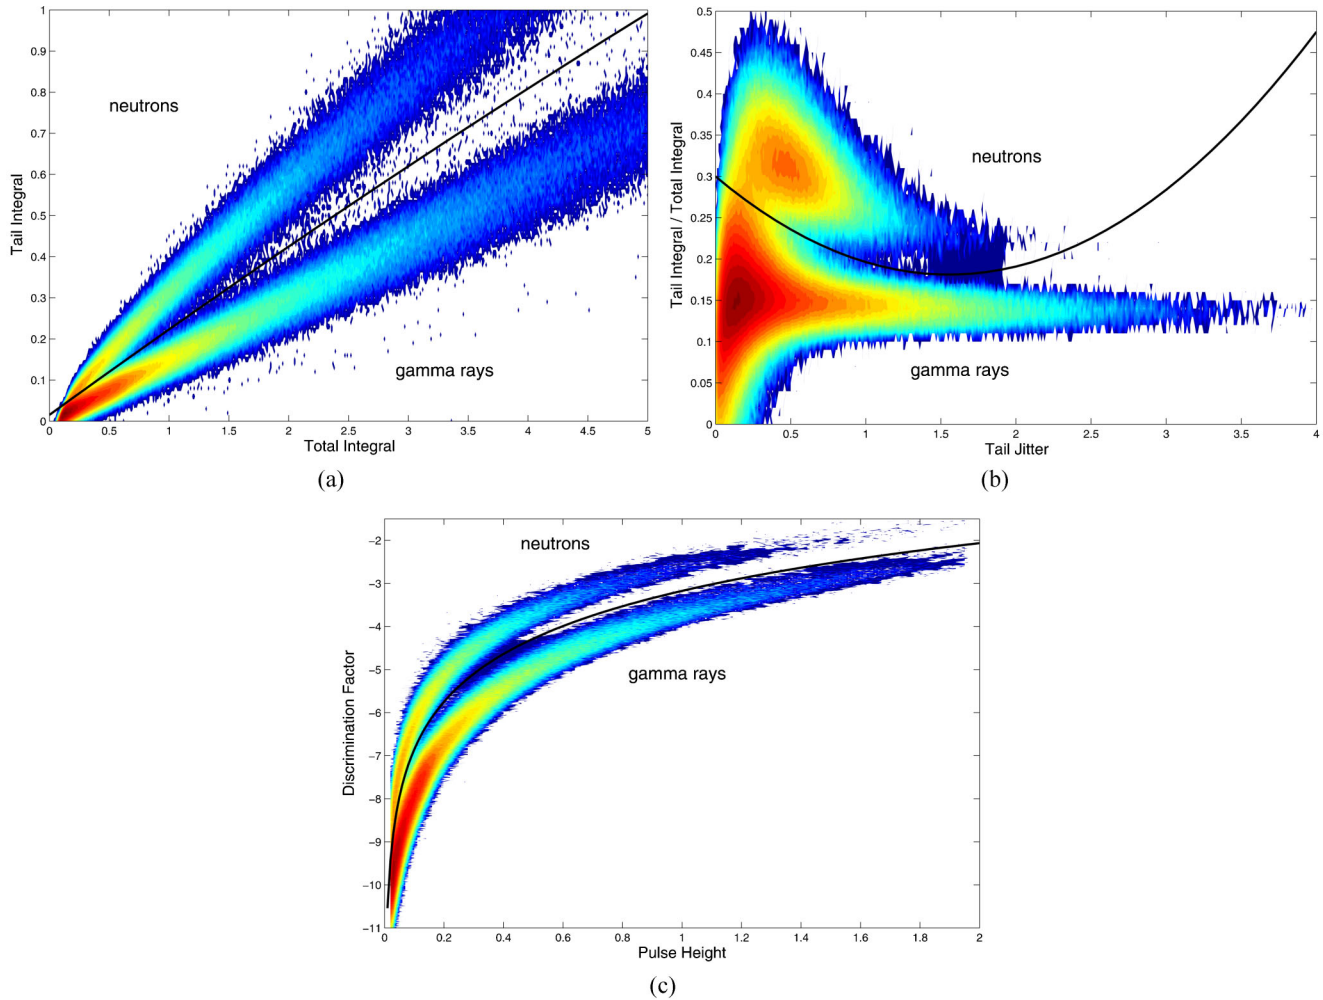 1
0.9
0.8
0.7
0.6
0.5
0.4
0.3
0.2
0.1
0
Tail Integral
neutrons
gamma rays
0 0.5 1 1.5 2 2.5 3 3.5 4 4.5 5
Total Integral
(a)
0.5
0.45
0.4
0.35
0.3
0.25
0.2
0.15
0.1
0.05
0
Tail Integral / Total Integral
neutrons
gamma rays
0 0.5 1 1.5 2 2.5 3 3.5 4
Tail Jitter
(b)
−2
−3
−4
−5
−6
−7
−8
−9
−10
−11
Discrimination Factor
neutrons
gamma rays
0 0.2 0.4 0.6 0.8 1 1.2 1.4 1.6 1.8 2
Pulse Height
(c)